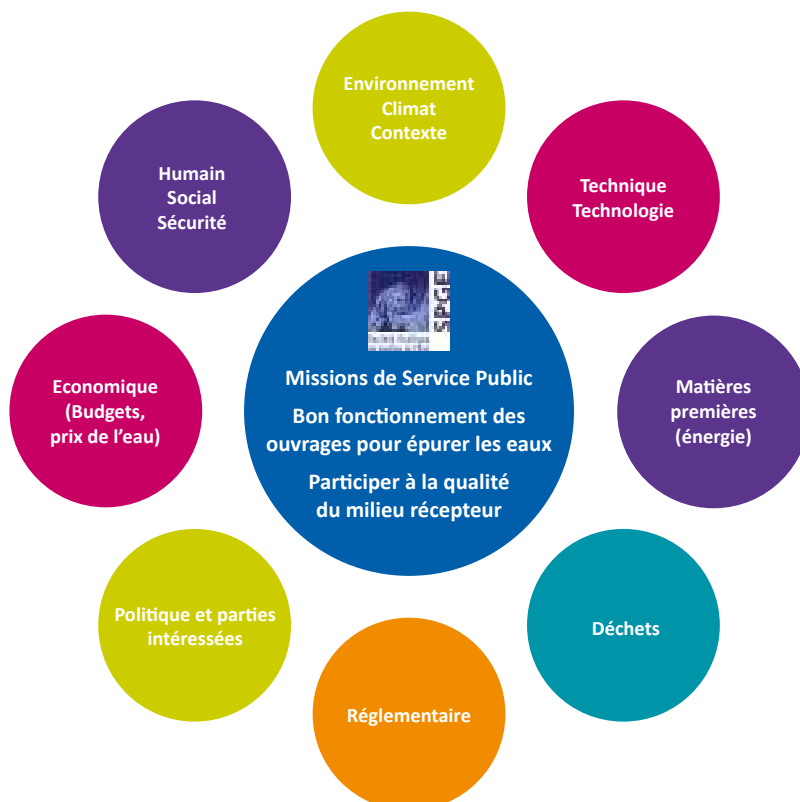 Environnement
Climat
Contexte
Humain
Social
Sécurité
Technique
Technologie
SPGE
Missions de Service Public
Bon fonctionnement des
ouvrages pour épurer les eaux
Participer à la qualité
du milieu récepteur
Economique
(Budgets,
prix de l’eau)
Matières
premières
(énergie)
Politique et parties
intéressées
Déchets
Réglementaire